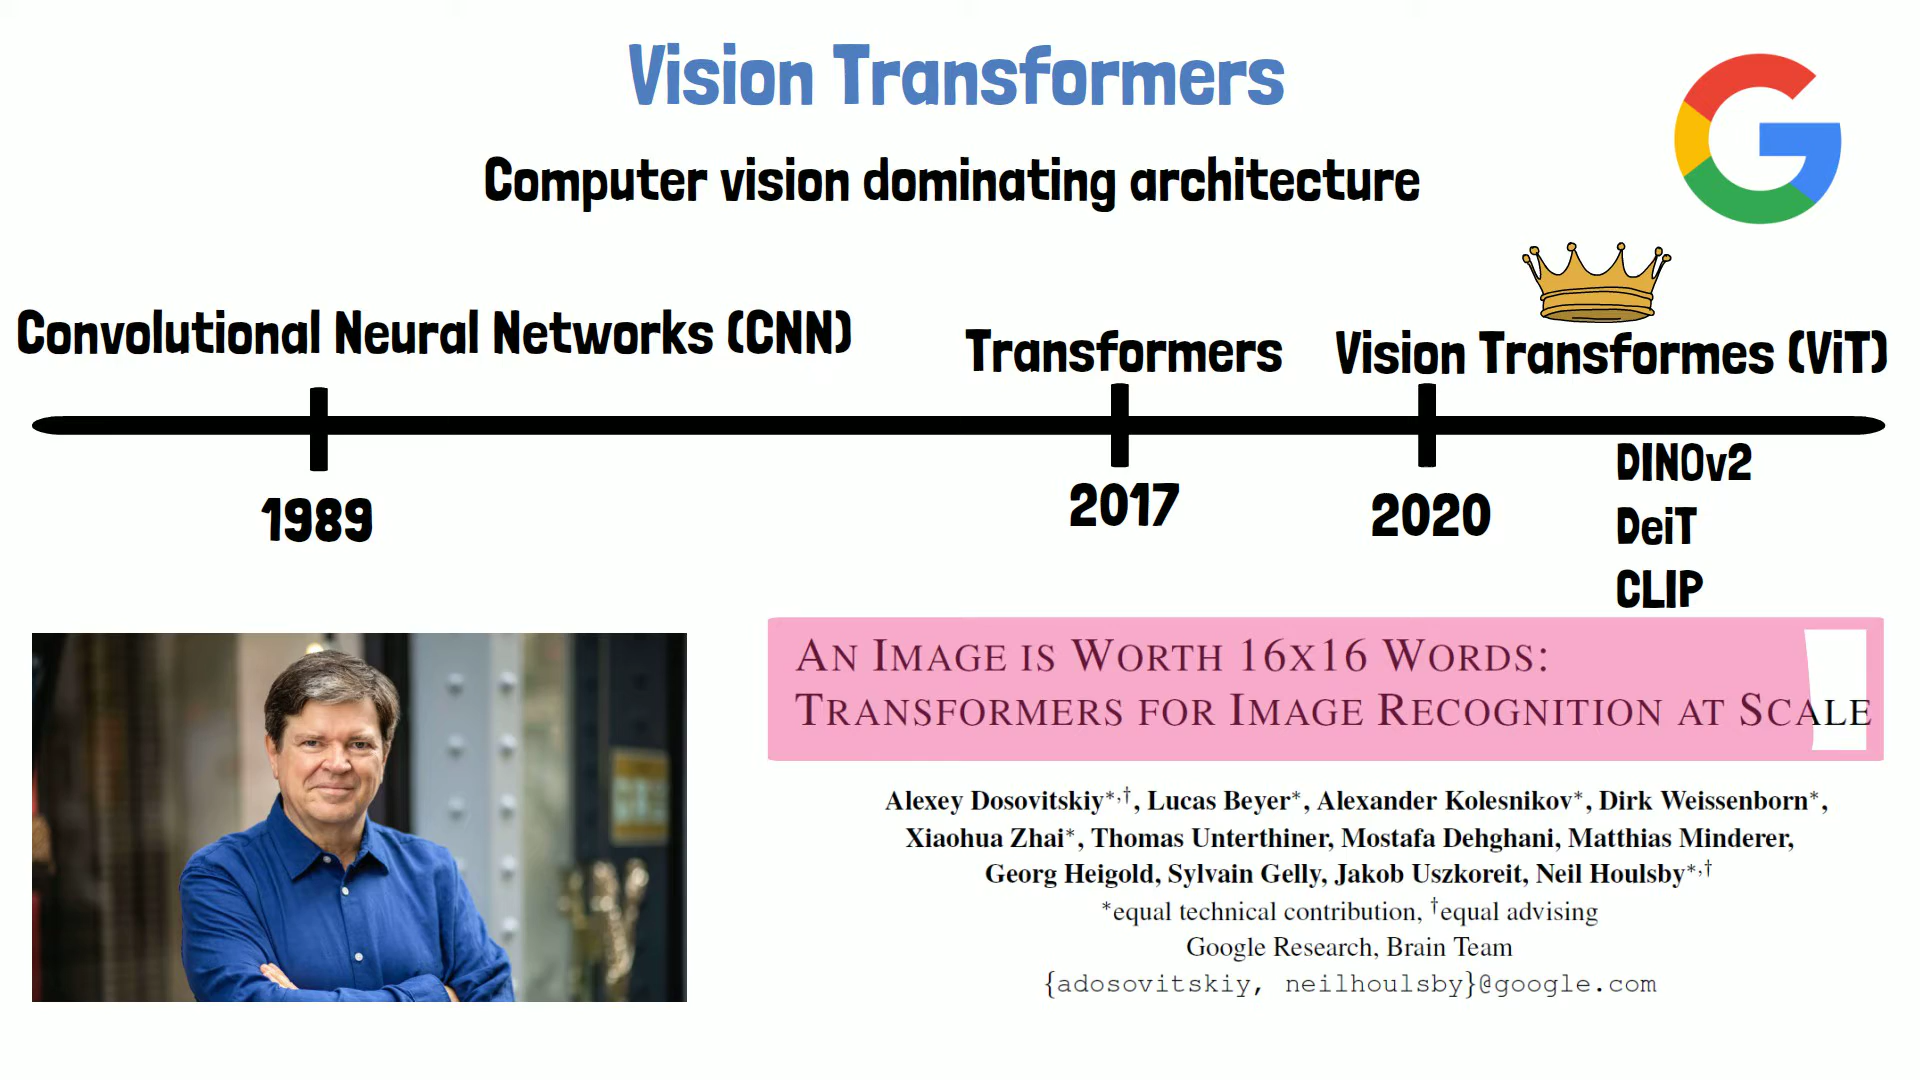 Vision Transformers
Computer vision dominating architecture
Convolutional Neural Networks (CNN)
Transformers
Vision Transformes (ViT)
1989
2017
2020
DINOv2
DeiT
CLIP
AN IMAGE IS WORTH 16X16 WORDS:
TRANSFORMERS FOR IMAGE RECOGNITION AT SCALE
Alexey Dosovitskiy*,†, Lucas Beyer*, Alexander Kolesnikov*, Dirk Weissenborn*,
Xiaohua Zhai*, Thomas Unterthiner, Mostafa Dehghani, Matthias Minderer,
Georg Heigold, Sylvain Gelly, Jakob Uszkoreit, Neil Houlsby*,†
*equal technical contribution, †equal advising
Google Research, Brain Team
{adosovitskiy, neilhoulsby}@google.com